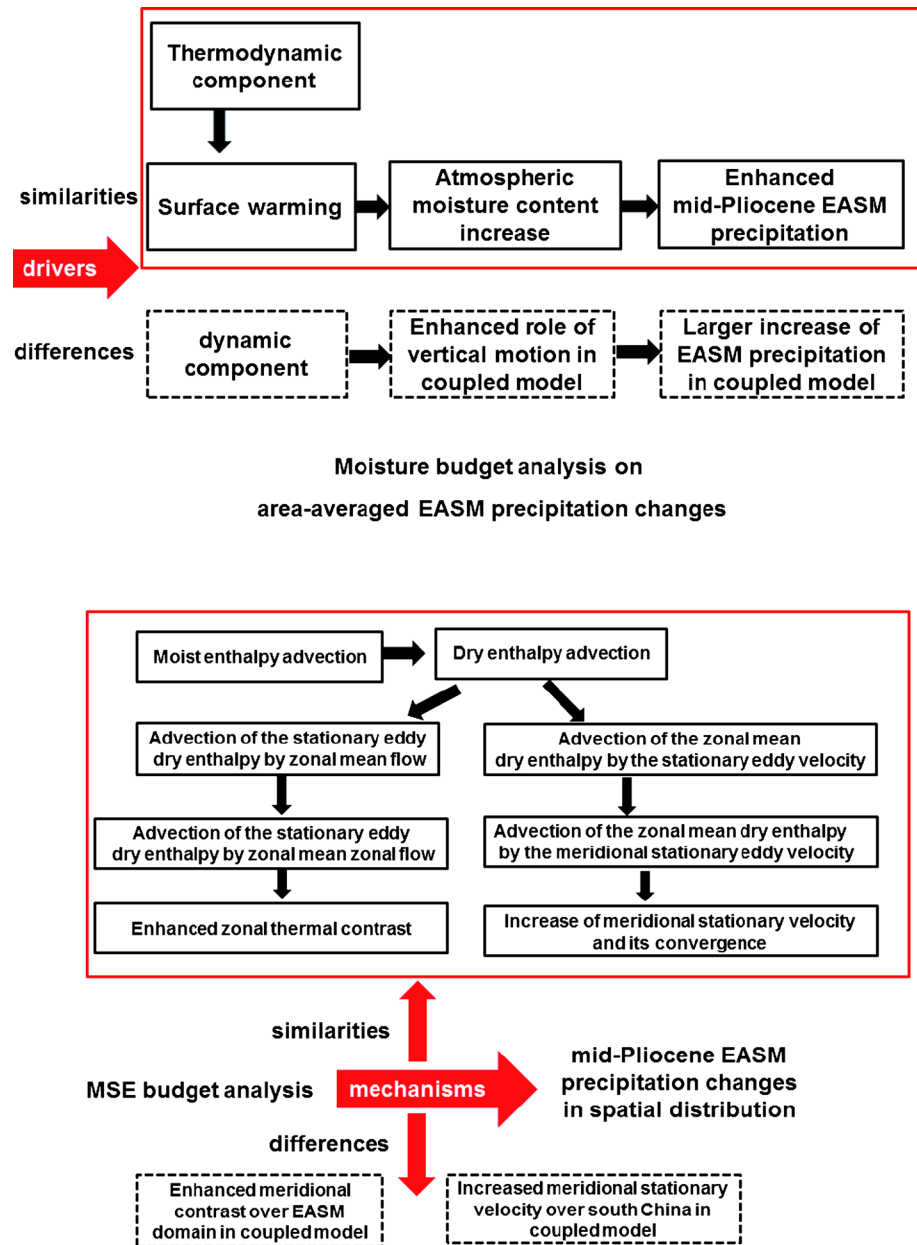 Thermodynamic
component
similarities
Surface warming
Atmospheric
moisture content
increase
Enhanced
mid-Pliocene EASM
precipitation
drivers
differences
dynamic
component
Enhanced role of
vertical motion in
coupled model
Larger increase of
EASM precipitation
in coupled model
Moisture budget analysis on
area-averaged EASM precipitation changes
Moist enthalpy advection
Dry enthalpy advection
Advection of the stationary eddy
dry enthalpy by zonal mean flow
Advection of the zonal mean
dry enthalpy by the stationary eddy velocity
Advection of the stationary eddy
dry enthalpy by zonal mean zonal flow
Advection of the zonal mean dry enthalpy
by the meridional stationary eddy velocity
Enhanced zonal thermal contrast
Increase of meridional stationary velocity
and its convergence
similarities
MSE budget analysis
mechanisms
mid-Pliocene EASM
precipitation changes
in spatial distribution
differences
Enhanced meridional
contrast over EASM
domain in coupled model
Increased meridional stationary
velocity over south China in
coupled model